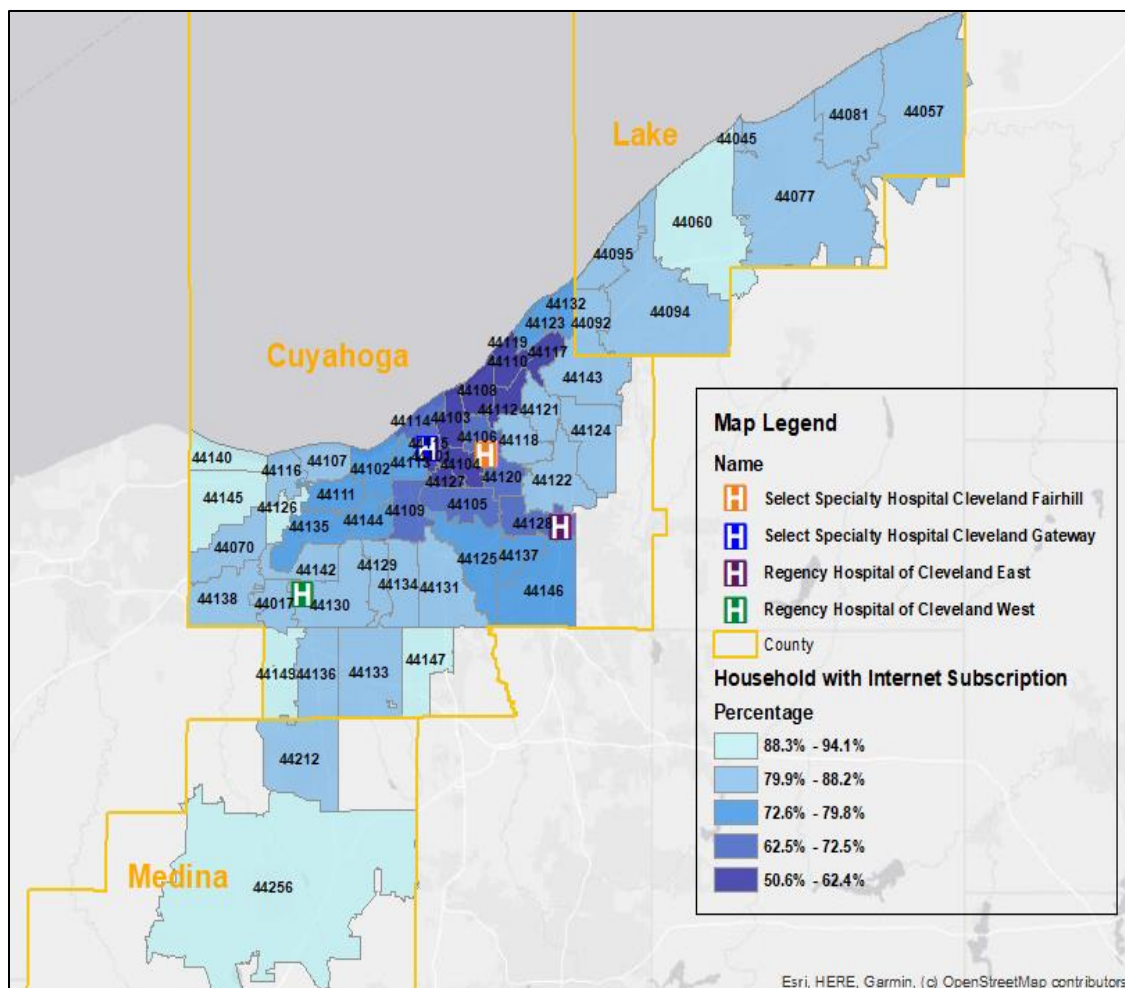 44057
44081
44045
Lake
44077
44060
44095
44132
44094
44123
44092
44119
44117
44110
Cuyahoga
44143
44108
44112
44121
44103
44114
44124
44106
44118
44140
44107
44116
44102
44113
44104
44120
44127
44122
44145
44111
44126
44105
44109
44128
44135
44144
44070
44125
44137
44142
44129
44134
44131
44146
44138
44017
44130
44147
44149
44136
44133
44212
Medina
44256
H
H
H
H
Map Legend
Name
H Select Specialty Hospital Cleveland Fairhill
H Select Specialty Hospital Cleveland Gateway
H Regency Hospital of Cleveland East
H Regency Hospital of Cleveland West
County
Household with Internet Subscription
Percentage
88.3% - 94.1%
79.9% - 88.2%
72.6% - 79.8%
62.5% - 72.5%
50.6% - 62.4%
Esri, HERE, Garmin, (c) OpenStreetMap contributors